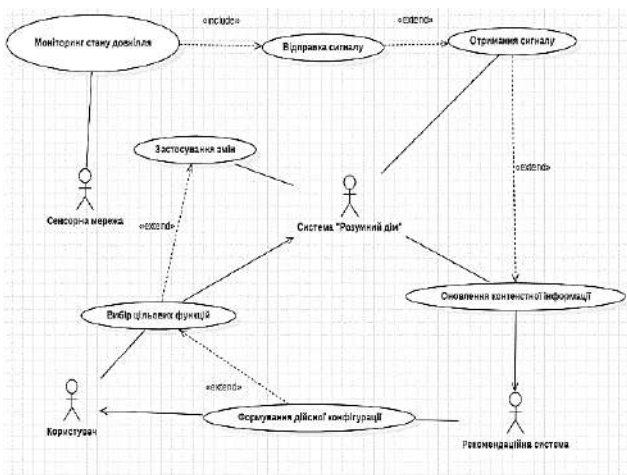 «include»
«extend»
Моніторинг стану довкілля
Відправка сигналу
Отримання сигналу
Застосування змін
«extend»
Сенсорна мережа
Система "Розумний дім"
«extend»
Оновлення контекстної інформації
Вибір цільових функцій
«extend»
Користувач
Формування дійсної конфігурації
Рекомендаційна система